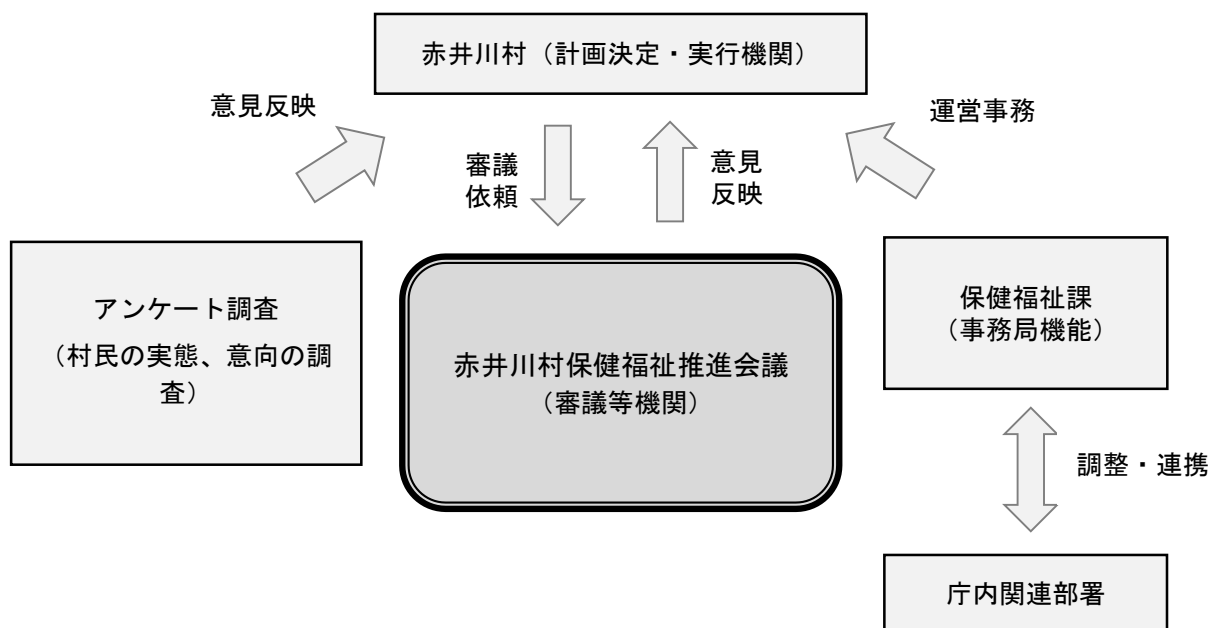 赤井川村（計画決定・実行機関）
意見反映
運営事務
審議
依頼
意見
反映
アンケート調査
（村民の実態、意向の調
査）
赤井川村保健福祉推進会議
（審議等機関）
保健福祉課
（事務局機能）
調整・連携
庁内関連部署